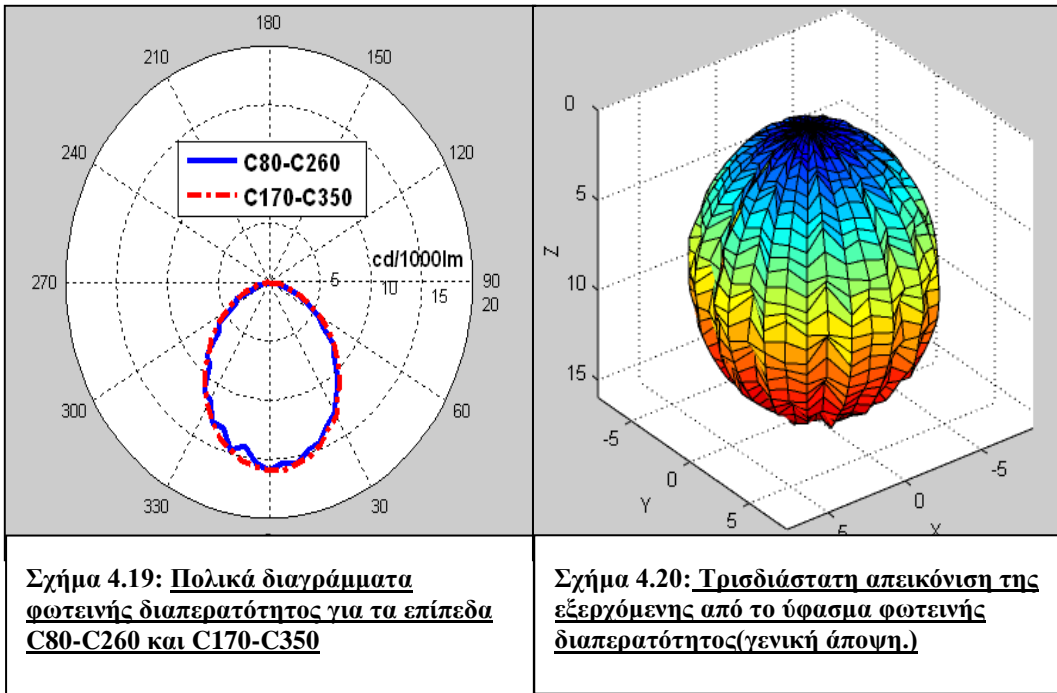 180
210
150
240
120
C80-C260
C170-C350
cd/1000lm
270
5
10
15
90
20
300
60
330
30
0
5
10
15
Z
-5
0
5
Y
-5
0
5
X
Σχήμα 4.19: Πολικά διαγράμματα
φωτεινής διαπερατότητος για τα επίπεδα
C80-C260 και C170-C350
Σχήμα 4.20: Τρισδιάστατη απεικόνιση της
εξερχόμενης από το ύφασμα φωτεινής
διαπερατότητος(γενική άποψη.)